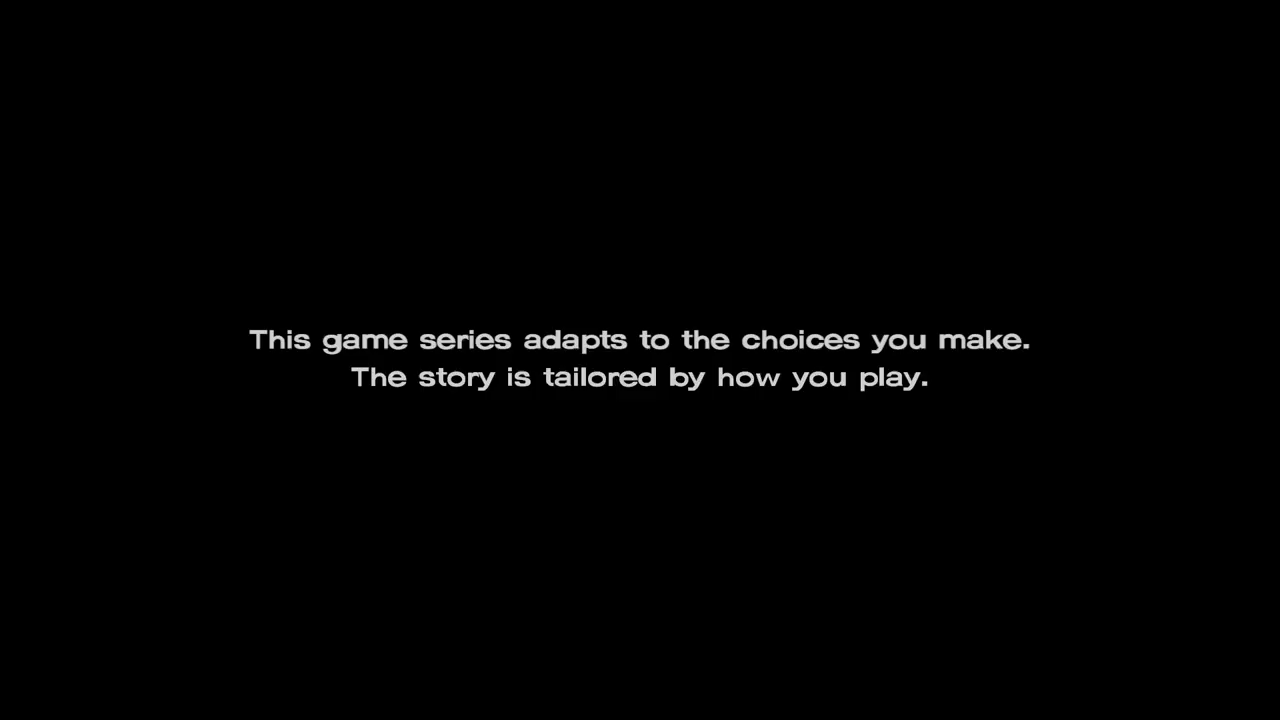 This game series adapts to the choices you make.
The story is tailored by how you play.